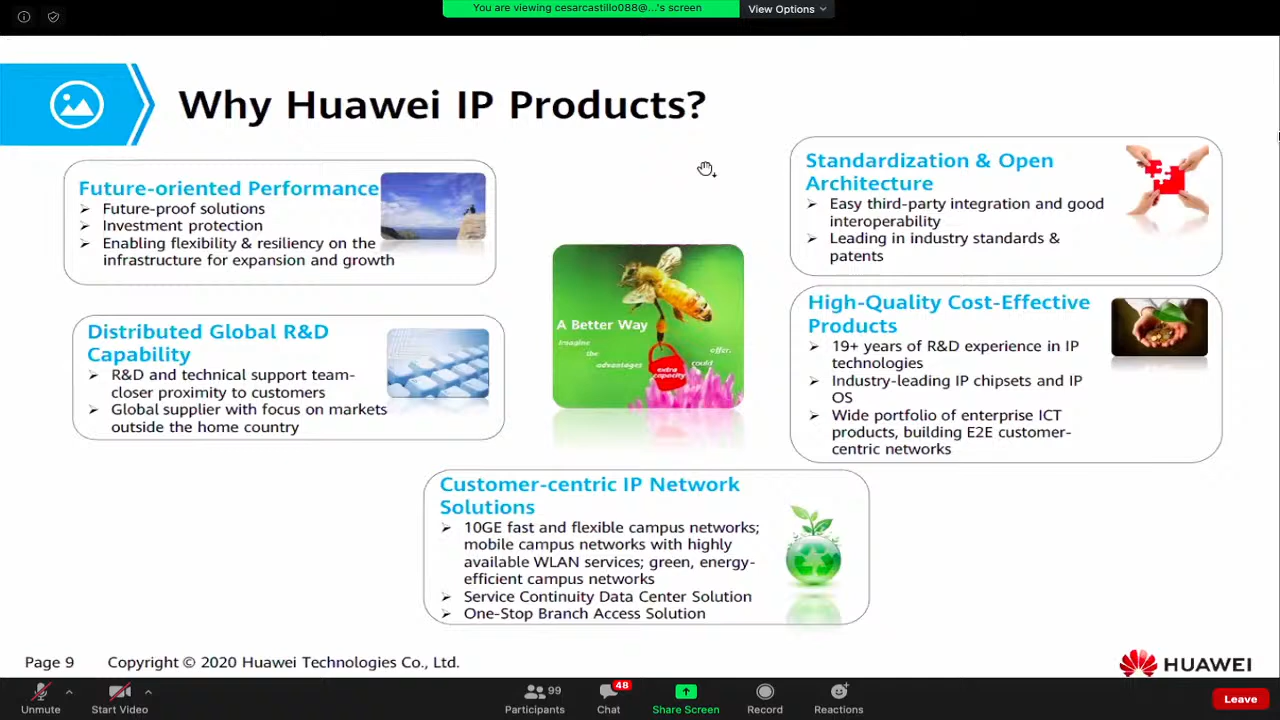 You are viewing cesarcastillo088@...'s screen
View Options
Why Huawei IP Products?
Future-oriented Performance
➢ Future-proof solutions
➢ Investment protection
➢ Enabling flexibility & resiliency on the
infrastructure for expansion and growth
Distributed Global R&D
Capability
➢ R&D and technical support team-
closer proximity to customers
➢ Global supplier with focus on markets
outside the home country
A Better Way
Imagine
the
advantages
extra
capacity
could
offer.
Standardization & Open
Architecture
➢ Easy third-party integration and good
interoperability
➢ Leading in industry standards &
patents
High-Quality Cost-Effective
Products
➢ 19+ years of R&D experience in IP
technologies
➢ Industry-leading IP chipsets and IP
OS
➢ Wide portfolio of enterprise ICT
products, building E2E customer-
centric networks
Customer-centric IP Network
Solutions
➢ 10GE fast and flexible campus networks;
mobile campus networks with highly
available WLAN services; green, energy-
efficient campus networks
➢ Service Continuity Data Center Solution
➢ One-Stop Branch Access Solution
Page 9 Copyright © 2020 Huawei Technologies Co., Ltd.
HUAWEI
Unmute
Start Video
99
Participants
48
Chat
Share Screen
Record
Reactions
Leave